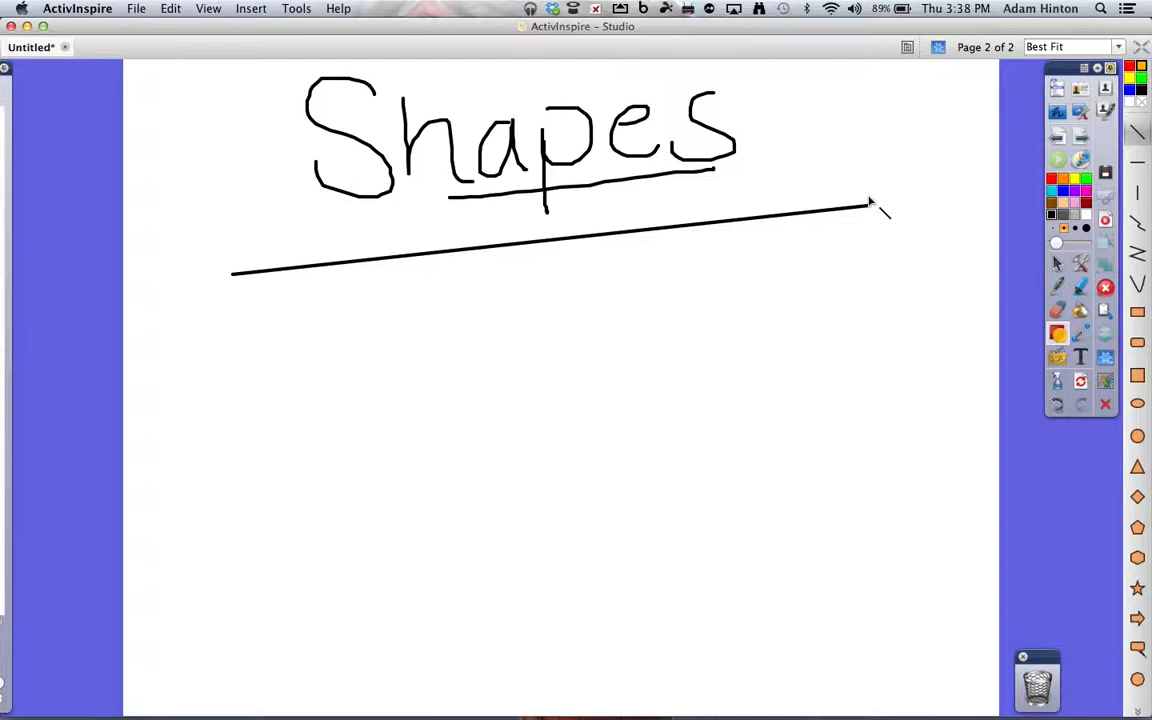 ActivInspire File Edit View Insert Tools Help 89% Thu 3:38 PM Adam Hinton
ActivInspire – Studio
Untitled* Page 2 of 2 Best Fit
Shapes
T